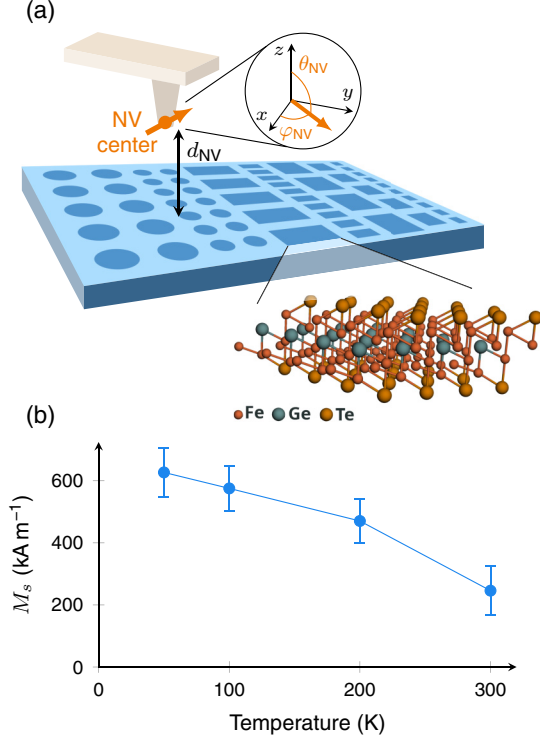 (a)
z
θNV
y
x
φNV
NV
center
dNV
Fe Ge Te
(b)
600
400
200
0
Ms (kA m⁻¹)
0 100 200 300
Temperature (K)